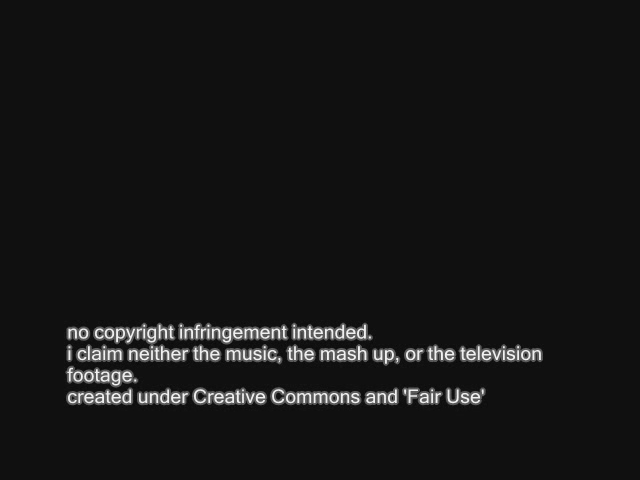 no copyright infringement intended.
i claim neither the music, the mash up, or the television
footage.
created under Creative Commons and 'Fair Use'